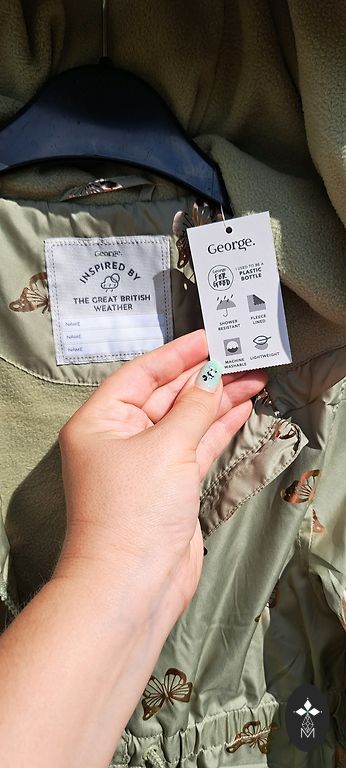 George.
INSPIRED BY
THE GREAT BRITISH
WEATHER
NAME
NAME
NAME
George.
George
FOR
GOOD
I USED TO BE A
PLASTIC
BOTTLE
SHOWER
RESISTANT
FLEECE
LINED
MACHINE
WASHABLE
LIGHTWEIGHT
M